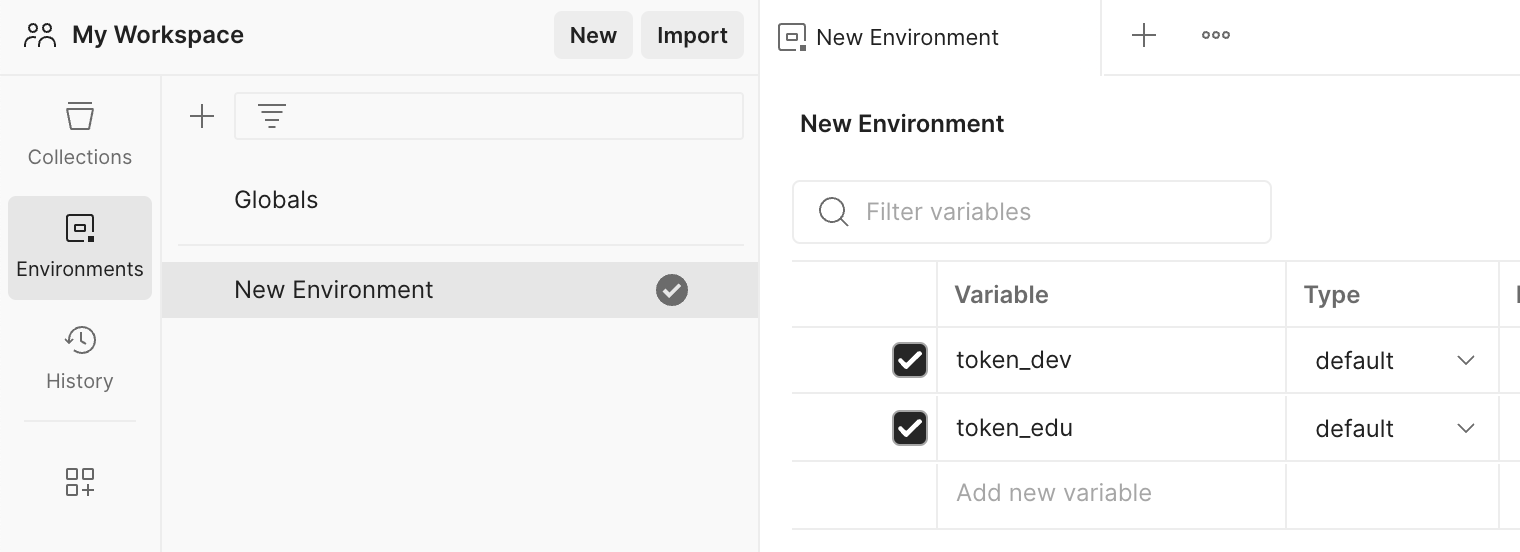 My Workspace
New
Import
New Environment
Collections
Environments
History
Globals
New Environment
New Environment
Filter variables
Variable
Type
token_dev
default
token_edu
default
Add new variable